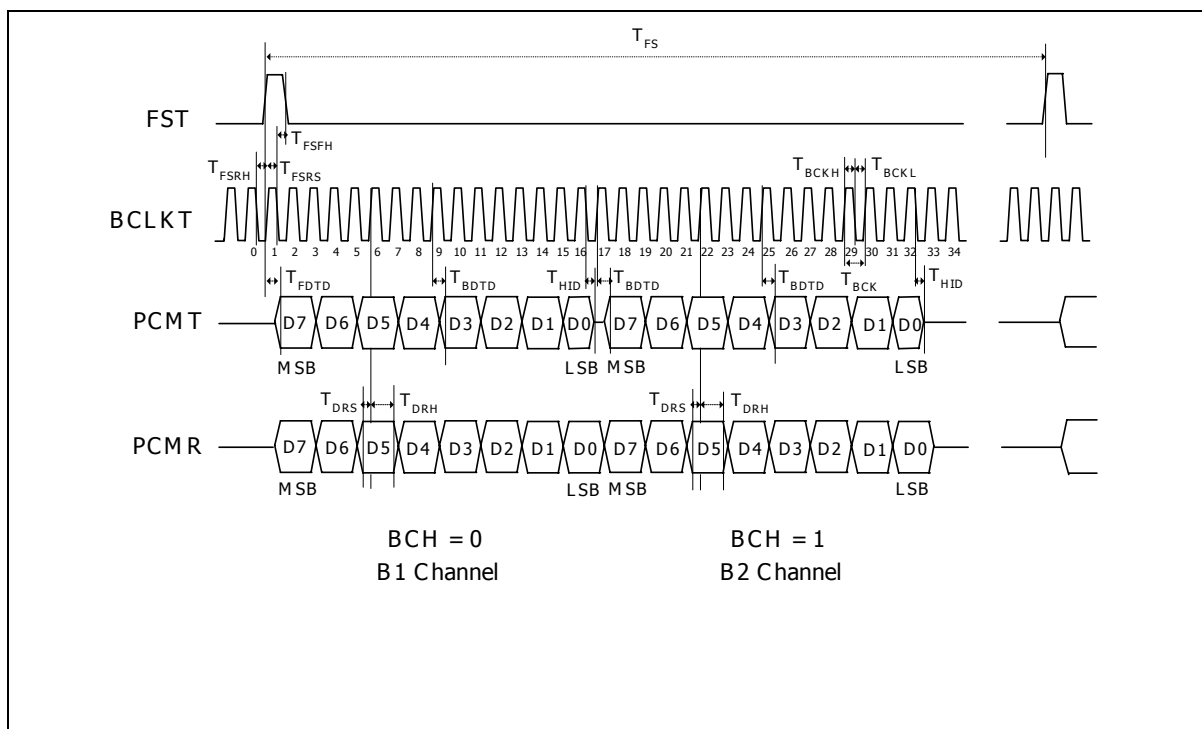 TFS
FST
TFSFH
TFSRH TFSRS TBCKH TBCKL
BCLKT
0 1 2 3 4 5 6 7 8 9 10 11 12 13 14 15 16 17 18 19 20 21 22 23 24 25 26 27 28 29 30 31 32 33 34
TFDTD TBDTD THID TBDTD TBDTD TBCK THID
PCMT D7 D6 D5 D4 D3 D2 D1 D0 D7 D6 D5 D4 D3 D2 D1 D0
MSB LSB MSB LSB
TDRS TDRH TDRS TDRH
PCMR D7 D6 D5 D4 D3 D2 D1 D0 D7 D6 D5 D4 D3 D2 D1 D0
MSB LSB MSB LSB
BCH = 0 BCH = 1
B1 Channel B2 Channel